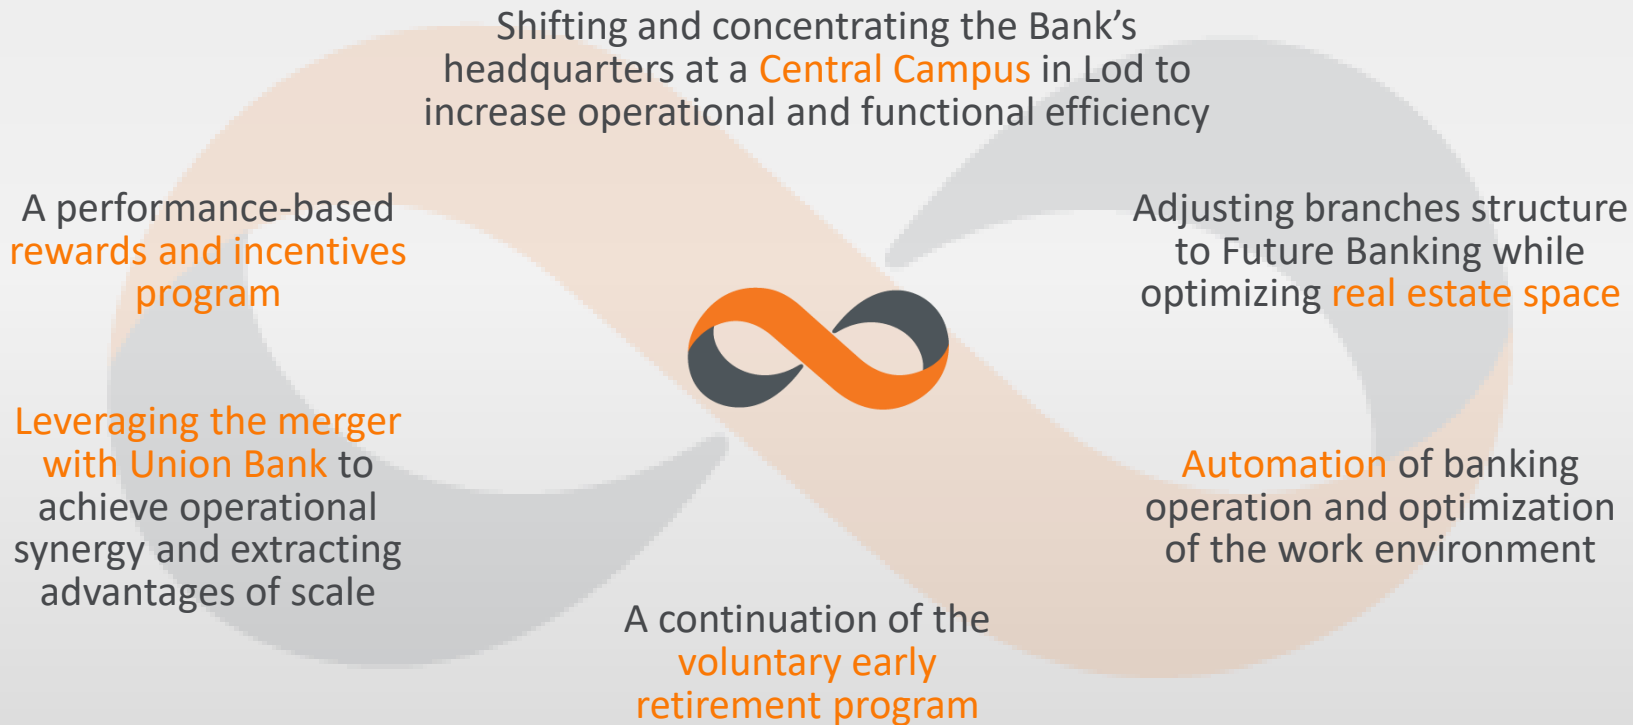 Shifting and concentrating the Bank’s
headquarters at a Central Campus in Lod to
increase operational and functional efficiency
A performance-based
rewards and incentives
program
Adjusting branches structure
to Future Banking while
optimizing real estate space
Leveraging the merger
with Union Bank to
achieve operational
synergy and extracting
advantages of scale
Automation of banking
operation and optimization
of the work environment
A continuation of the
voluntary early
retirement program